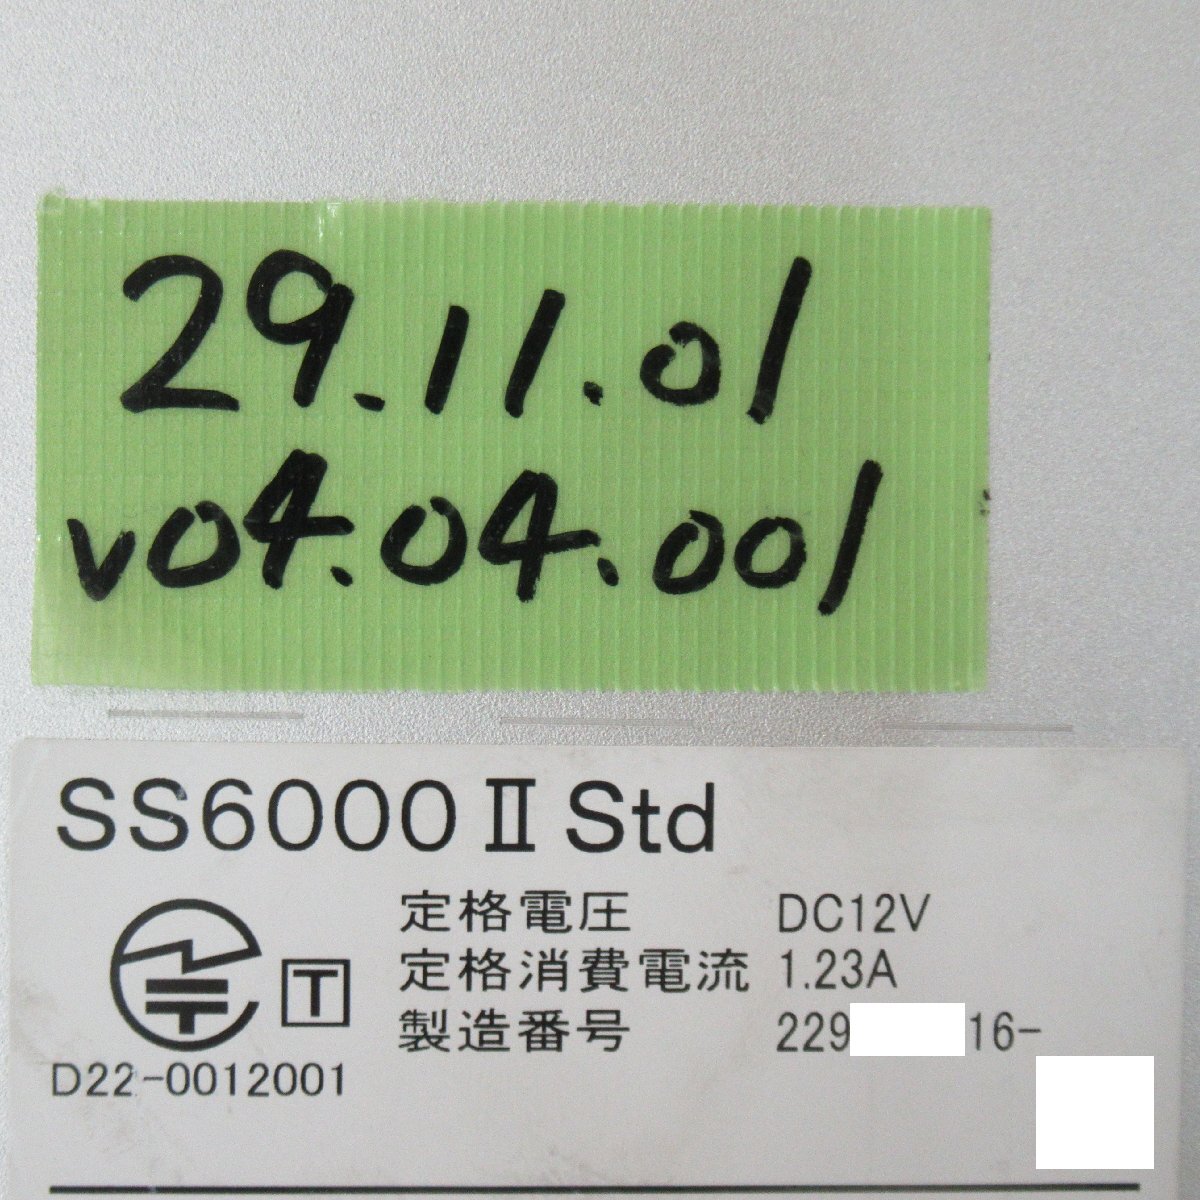 29.11.01
v04.04.001
SS6000 II Std
定格電圧 DC12V
定格消費電流 1.23A
製造番号 229 16-
T
D22-0012001